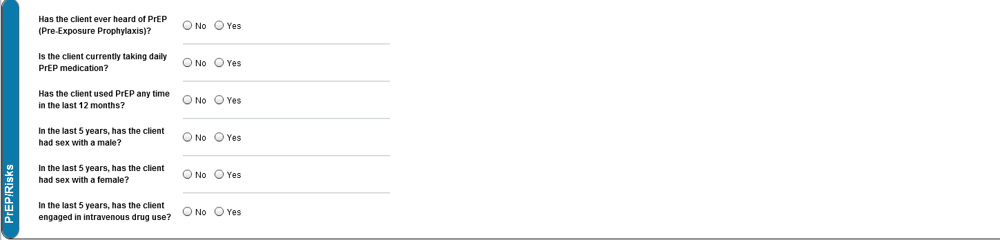 Has the client ever heard of PrEP
(Pre-Exposure Prophylaxis)?
No Yes
Is the client currently taking daily
PrEP medication?
No Yes
Has the client used PrEP any time
in the last 12 months?
No Yes
In the last 5 years, has the client
had sex with a male?
No Yes
In the last 5 years, has the client
had sex with a female?
No Yes
In the last 5 years, has the client
engaged in intravenous drug use?
No Yes
PrEP/Risks